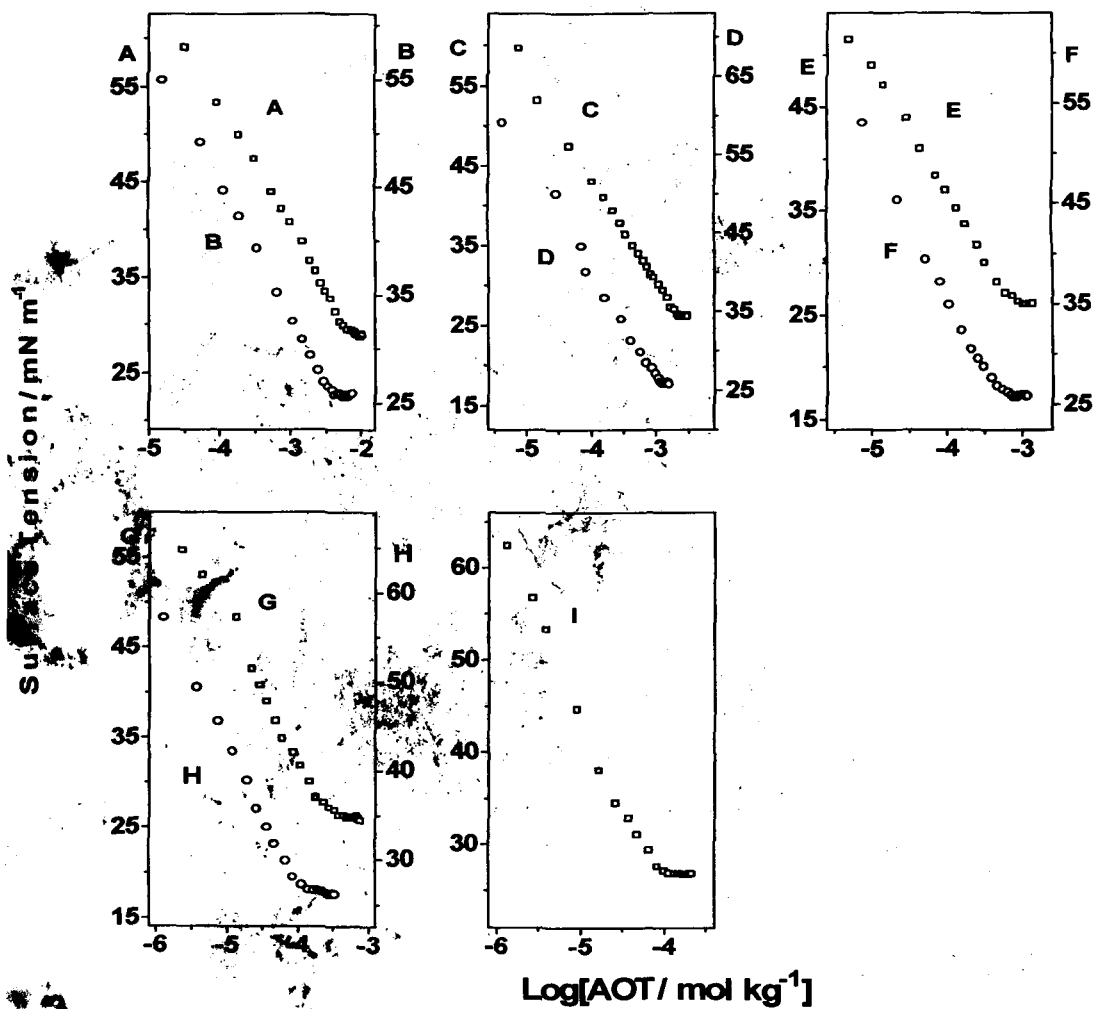 A B
55 55
A
45 45
B
35 35
25 25
-5 -4 -3 -2
C D
55 65
C
45 55
35 45
D
25 35
15 25
-5 -4 -3 -2
E F
45 55
E
35 45
F
25 35
15 25
-5 -4 -3
Surface Tension/mN m-1
G H
55 60
G
45 50
35 40
H
25 30
15
-6 -5 -4 -3
60
I
50
40
30
-6 -5 -4
Log[AOT/ mol kg-1]